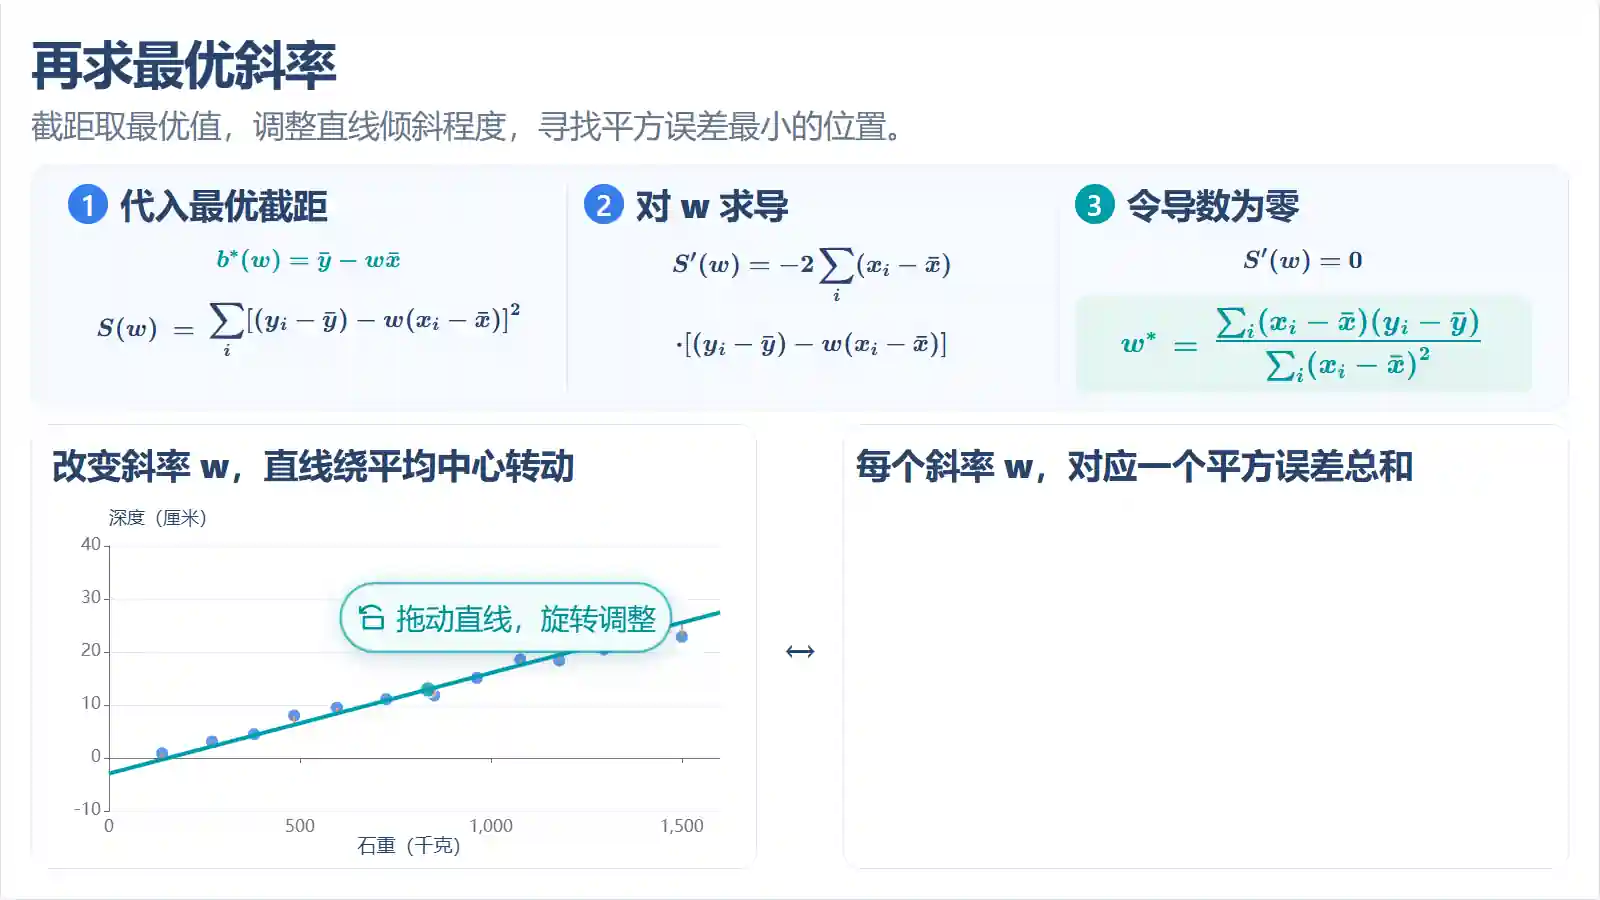 再求最优斜率
截距取最优值，调整直线倾斜程度，寻找平方误差最小的位置。
1 代入最优截距
b*(w) = ȳ − wx̄
S(w) = ∑ᵢ[(yᵢ − ȳ) − w(xᵢ − x̄)]²
2 对 w 求导
S′(w) = −2∑ᵢ(xᵢ − x̄)
·[(yᵢ − ȳ) − w(xᵢ − x̄)]
3 令导数为零
S′(w) = 0
w* = ∑ᵢ(xᵢ − x̄)(yᵢ − ȳ) / ∑ᵢ(xᵢ − x̄)²
改变斜率 w，直线绕平均中心转动
深度（厘米）
40
30
20
10
0
-10
拖动直线，旋转调整
0 500 1,000 1,500
石重（千克）
↔
每个斜率 w，对应一个平方误差总和